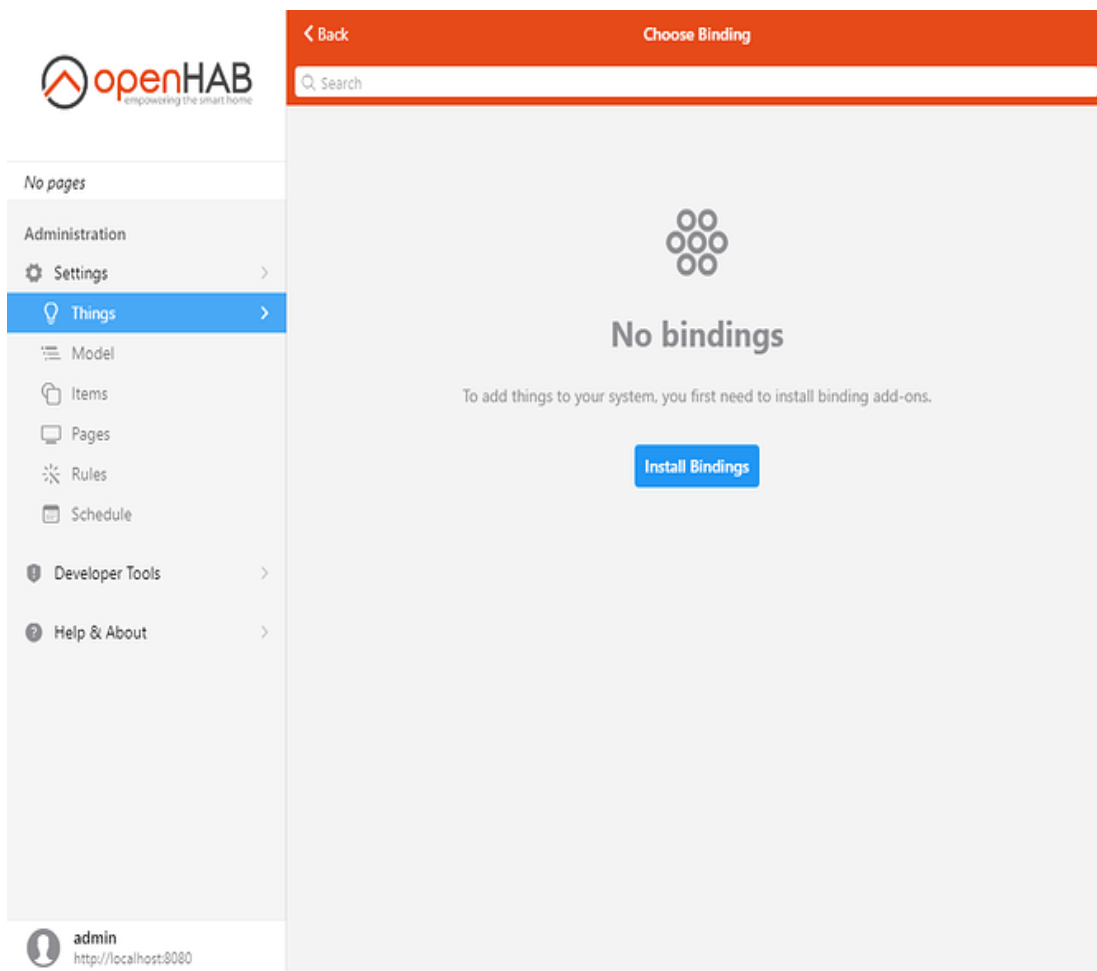 openHAB
empowering the smart home
No pages
Administration
Settings
Things
Model
Items
Pages
Rules
Schedule
Developer Tools
Help & About
admin
http://localhost:8080
Back
Choose Binding
Search
No bindings
To add things to your system, you first need to install binding add-ons.
Install Bindings